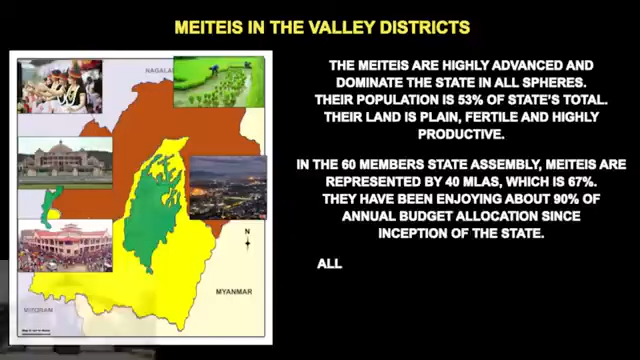 MEITEIS IN THE VALLEY DISTRICTS
THE MEITEIS ARE HIGHLY ADVANCED AND
DOMINATE THE STATE IN ALL SPHERES.
THEIR POPULATION IS 53% OF STATE'S TOTAL.
THEIR LAND IS PLAIN, FERTILE AND HIGHLY
PRODUCTIVE.
IN THE 60 MEMBERS STATE ASSEMBLY, MEITEIS ARE
REPRESENTED BY 40 MLAS, WHICH IS 67%.
THEY HAVE BEEN ENJOYING ABOUT 90% OF
ANNUAL BUDGET ALLOCATION SINCE
INCEPTION OF THE STATE.
ALL
NAGALAN
N
MYANMAR
MIZORAM